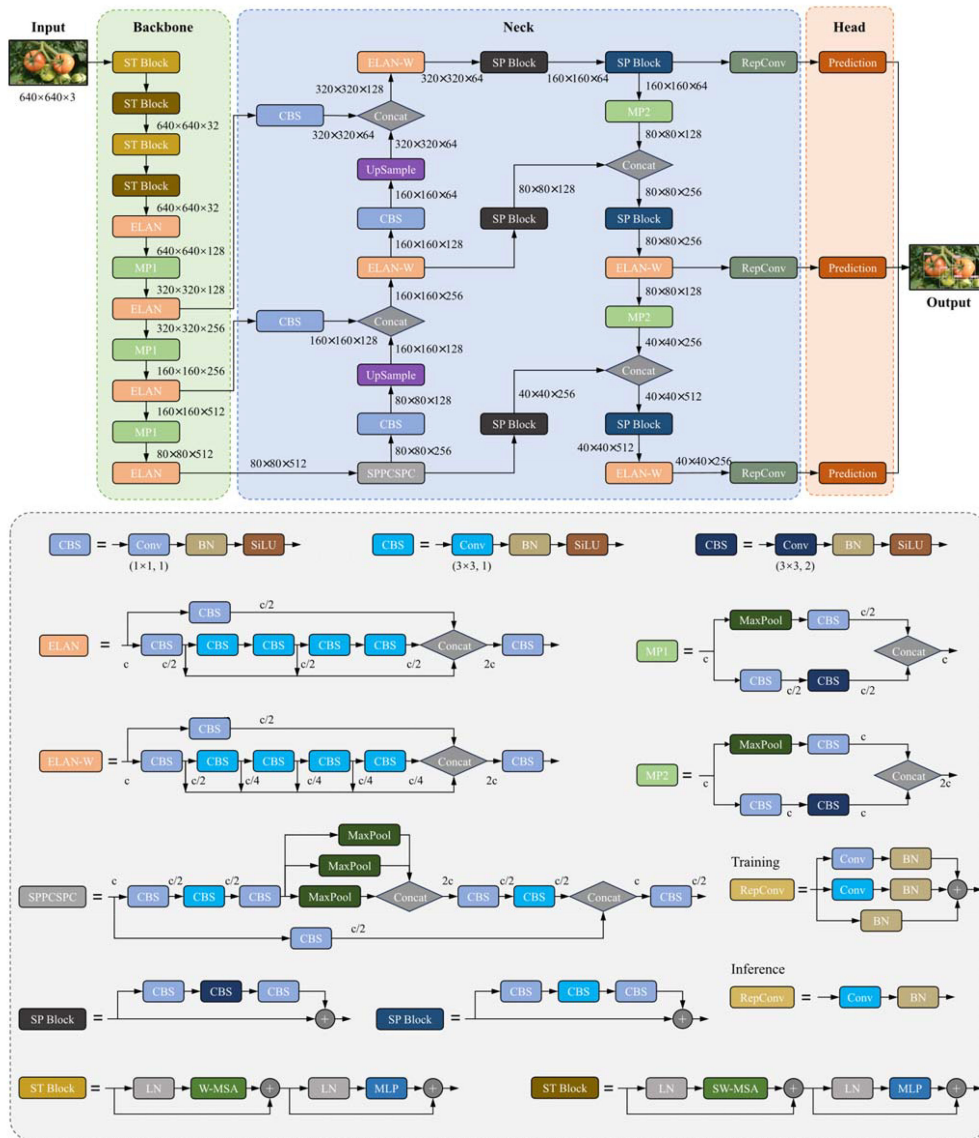 Input
Backbone
Neck
Head
640×640×3
ST Block
ST Block
640×640×32
ST Block
ST Block
640×640×32
ELAN
640×640×128
MP1
320×320×128
ELAN
320×320×256
MP1
160×160×256
ELAN
160×160×512
MP1
80×80×512
ELAN
80×80×512
ELAN-W
320×320×64
320×320×128
CBS
320×320×64
Concat
320×320×64
UpSample
160×160×64
CBS
160×160×128
ELAN-W
160×160×256
CBS
160×160×128
Concat
160×160×128
UpSample
80×80×128
CBS
80×80×256
SPPCSPC
SP Block
160×160×64
80×80×128
SP Block
40×40×256
SP Block
SP Block
160×160×64
MP2
80×80×128
Concat
80×80×256
SP Block
80×80×256
ELAN-W
80×80×128
MP2
40×40×256
Concat
40×40×512
SP Block
40×40×512
ELAN-W
40×40×256
RepConv
RepConv
RepConv
Prediction
Prediction
Prediction
Output
CBS = Conv BN SiLU
(1×1, 1)
CBS = Conv BN SiLU
(3×3, 1)
CBS = Conv BN SiLU
(3×3, 2)
CBS c/2
ELAN = CBS CBS CBS CBS CBS Concat CBS
c c/2 c/2 c/2 2c
MaxPool CBS c/2
MP1 = c Concat c
CBS c/2 CBS c/2
CBS c/2
ELAN-W = CBS CBS CBS CBS CBS Concat CBS
c c/2 c/4 c/4 c/4 c/4 2c
MaxPool CBS c
MP2 = c Concat 2c
CBS c CBS c
MaxPool
MaxPool
SPPCSPC = c CBS c/2 CBS c/2 CBS MaxPool Concat 2c CBS c/2 CBS c/2 Concat c CBS c/2
CBS c/2
Training
Conv BN
RepConv = Conv BN +
BN
Inference
RepConv = Conv BN
CBS CBS CBS
SP Block = +
CBS CBS CBS
SP Block = +
ST Block = LN W-MSA + LN MLP +
ST Block = LN SW-MSA + LN MLP +